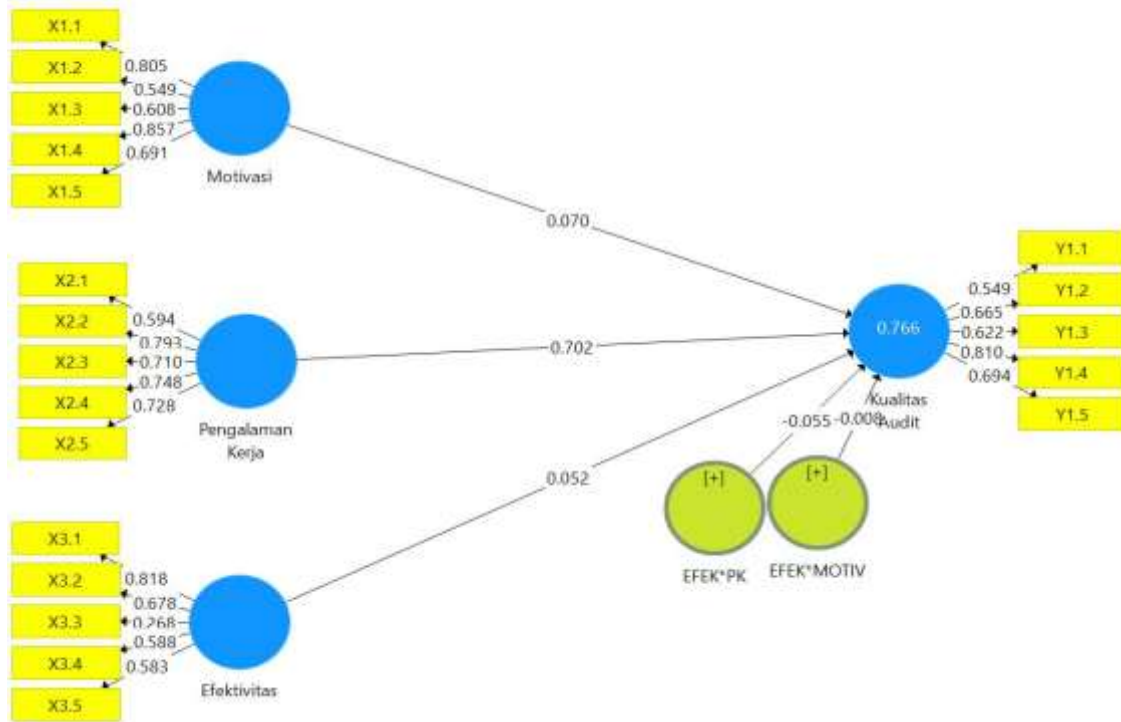 X1.1
X1.2
X1.3
X1.4
X1.5
0.805
0.549
0.608
0.857
0.691
Motivasi
0.070
X2.1
X2.2
X2.3
X2.4
X2.5
0.594
0.793
0.710
0.748
0.728
Pengalaman
Kerja
0.702
X3.1
X3.2
X3.3
X3.4
X3.5
0.818
0.678
0.268
0.588
0.583
Efektivitas
0.052
0.766
Kualitas
Audit
-0.055
-0.008
[+]
[+]
EFEK*PK
EFEK*MOTIV
0.549
0.665
0.622
0.810
0.694
Y1.1
Y1.2
Y1.3
Y1.4
Y1.5